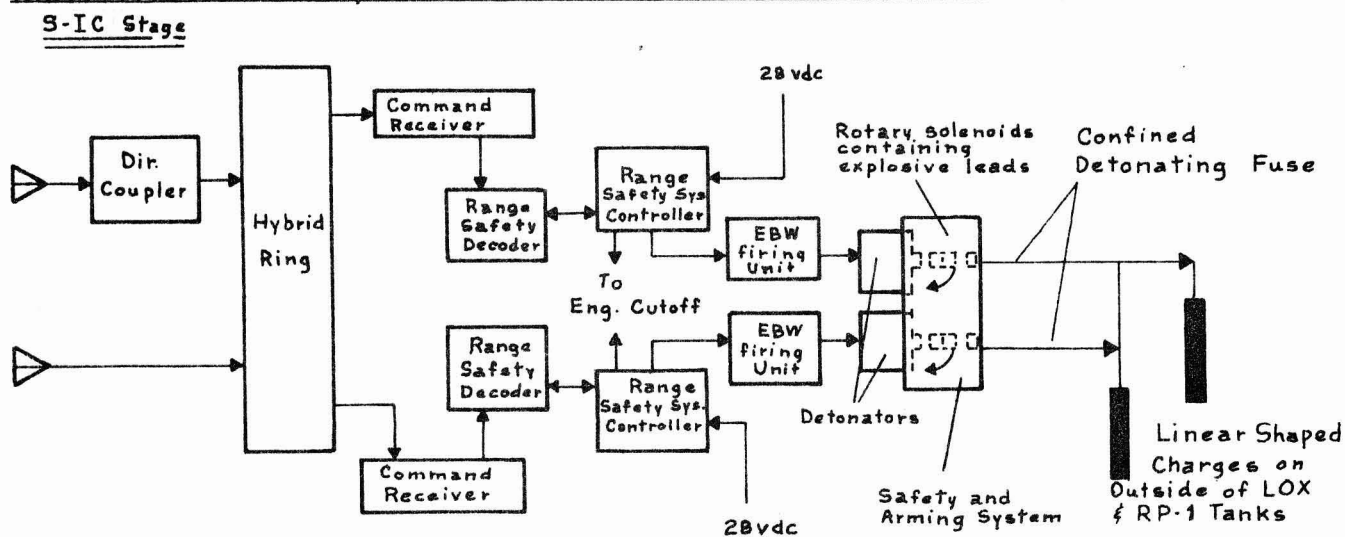 S-IC Stage
28 vdc
Command
Receiver
Rotary solenoids
containing
explosive leads
Confined
Detonating Fuse
Dir.
Coupler
Range
Safety Sys
Controller
Range
Safety
Decoder
Hybrid
Ring
EBW
firing
Unit
To
Eng. Cutoff
Range
Safety
Decoder
EBW
firing
Unit
Range
Safety Sys.
Controller
Detonators
Linear Shaped
Charges on
Outside of LOX
& RP-1 Tanks
Command
Receiver
Safety and
Arming System
28vdc